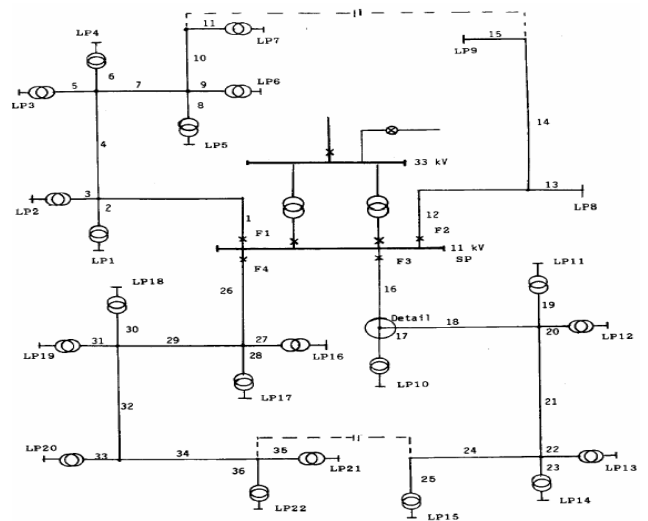 11
LP7
15
LP9
LP4
10
6
5
7
9
LP6
LP3
8
14
4
LP5
33 kV
13
3
LP8
LP2
2
1
12
F1
F2
LP1
11 kV
F4
F3
SP
LP18
26
16
LP11
30
Detail
19
18
31
29
27
17
20
LP12
LP19
28
LP16
LP10
LP17
32
21
LP20
34
35
24
22
33
LP21
LP13
36
25
23
LP22
LP15
LP14